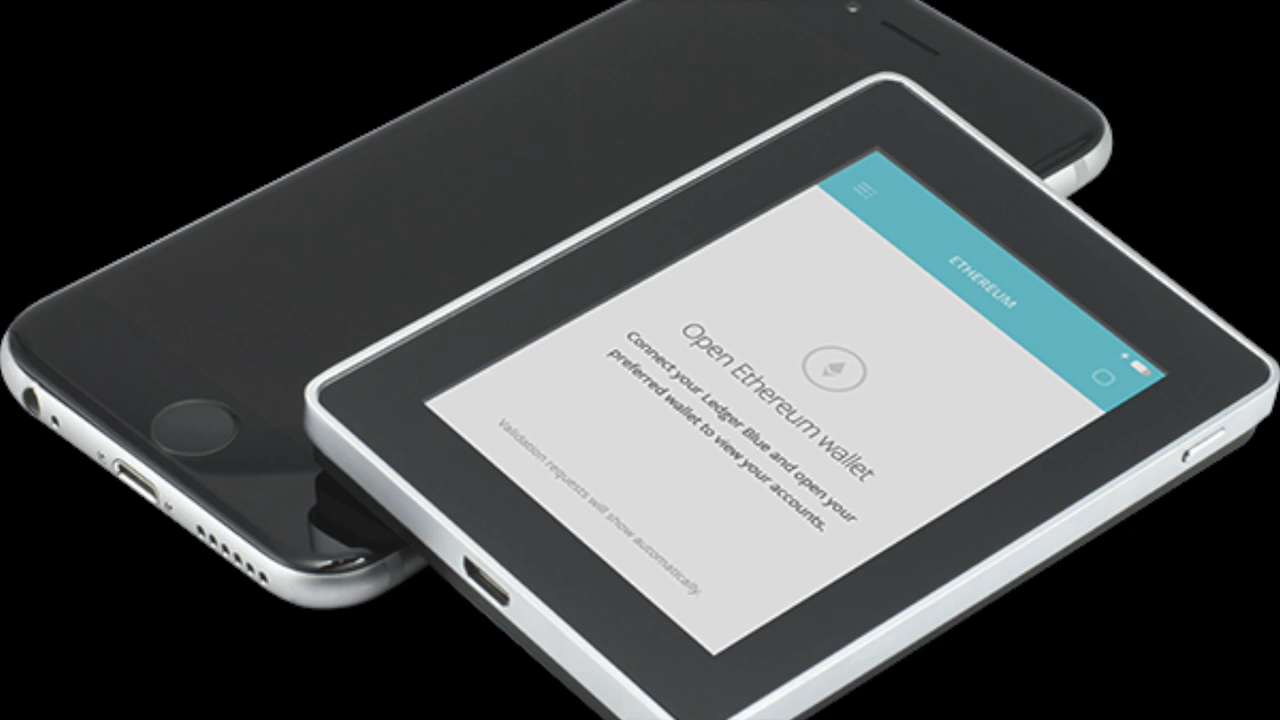 ETHEREUM
Open Ethereum wallet
Connect your Ledger Blue and open your
preferred wallet to view your accounts.
Validation requests will show automatically.